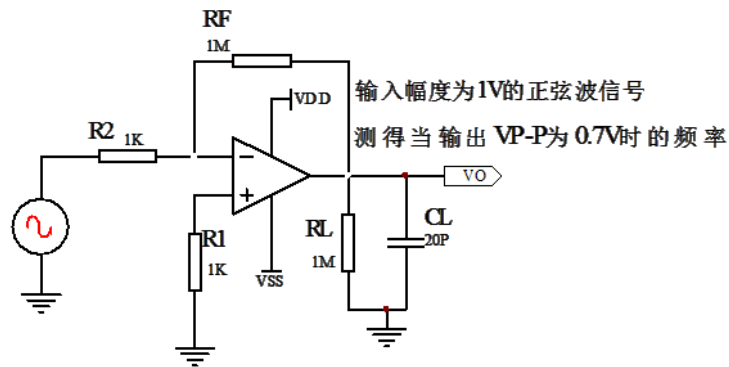 RF
1M
输入幅度为1V的正弦波信号
VDD
R2 1K
测得当输出VP-P为0.7V时的频率
VO
R1
1K
RL
1M
CL
20P
VSS